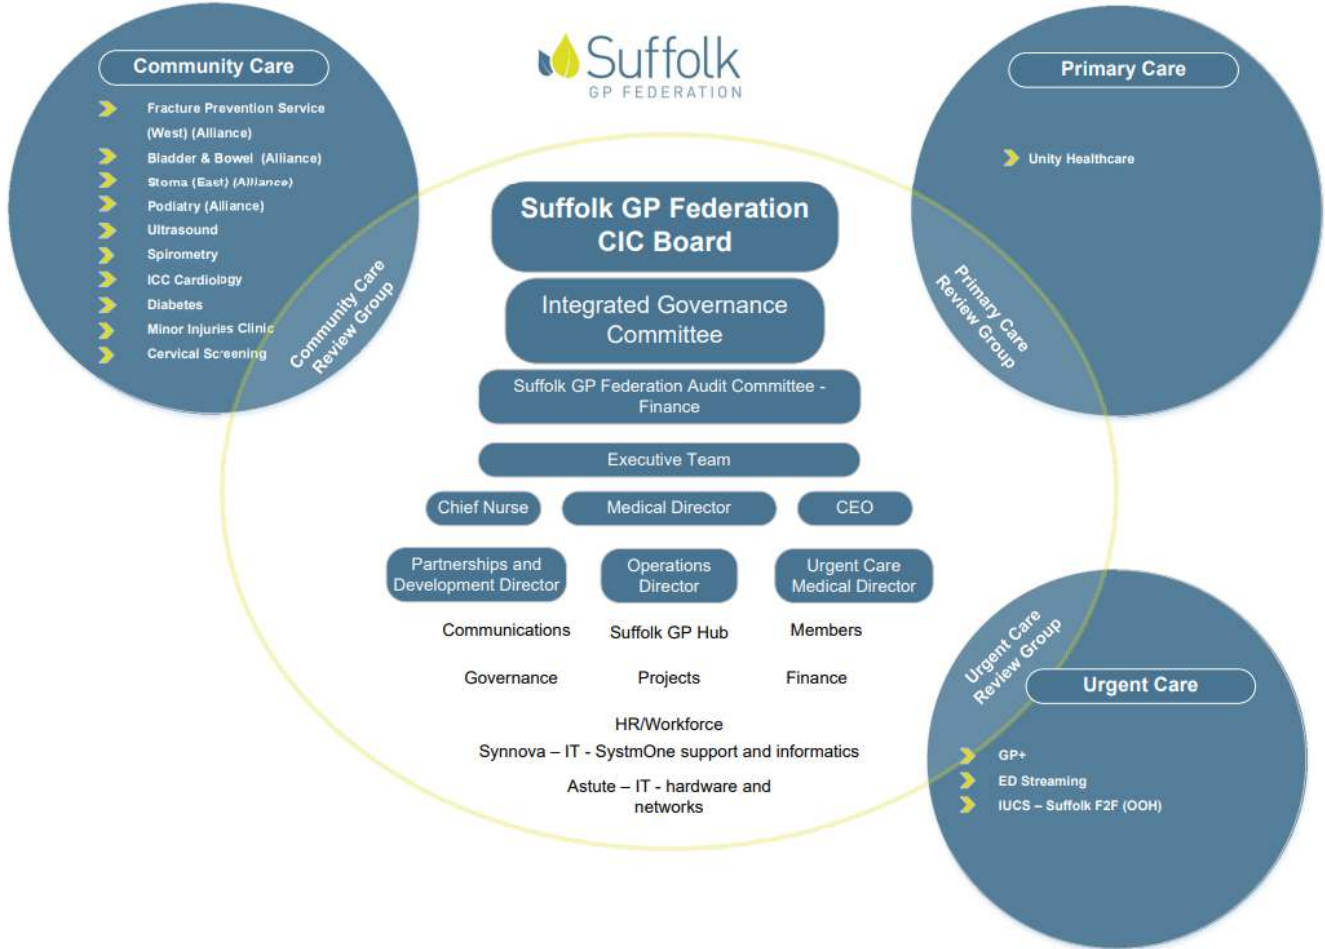 Suffolk
GP FEDERATION
Community Care
Fracture Prevention Service
(West) (Alliance)
Bladder & Bowel (Alliance)
Stoma (East) (Alliance)
Podiatry (Alliance)
Ultrasound
Spirometry
ICC Cardiology
Diabetes
Minor Injuries Clinic
Cervical Screening
Community Care
Review Group
Primary Care
Unity Healthcare
Primary Care
Review Group
Suffolk GP Federation
CIC Board
Integrated Governance
Committee
Suffolk GP Federation Audit Committee -
Finance
Executive Team
Chief Nurse
Medical Director
CEO
Partnerships and
Development Director
Operations
Director
Urgent Care
Medical Director
Communications
Suffolk GP Hub
Members
Governance
Projects
Finance
HR/Workforce
Synnova – IT - SystmOne support and informatics
Astute – IT - hardware and
networks
Urgent Care
Review Group
Urgent Care
GP+
ED Streaming
IUCS – Suffolk F2F (OOH)